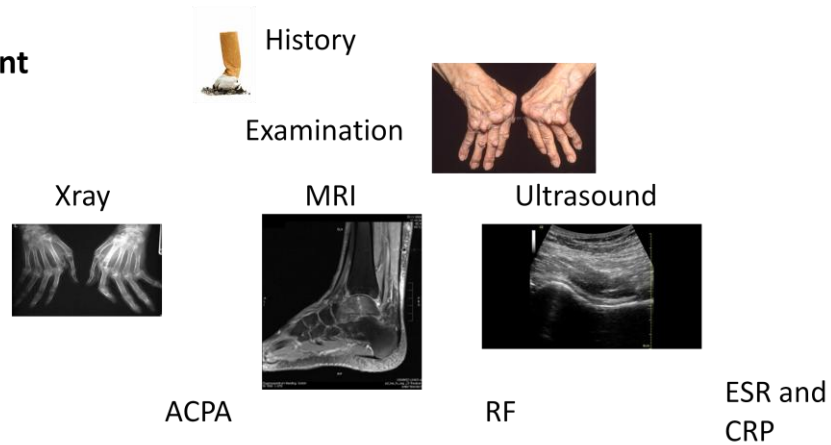 nt
History
Examination
Xray
MRI
Ultrasound
ACPA
RF
ESR and
CRP